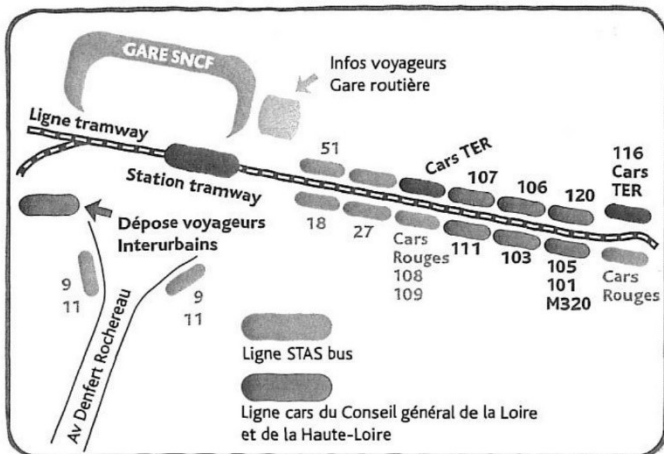 GARE SNCF
Infos voyageurs
Gare routière
Ligne tramway
Station tramway
Dépose voyageurs
Interurbains
51
Cars TER
107
106
120
116
Cars
TER
18
27
Cars
Rouges
108
109
111
103
105
101
M320
Cars
Rouges
9
11
9
11
Av Denfert Rochereau
Ligne STAS bus
Ligne cars du Conseil général de la Loire
et de la Haute-Loire